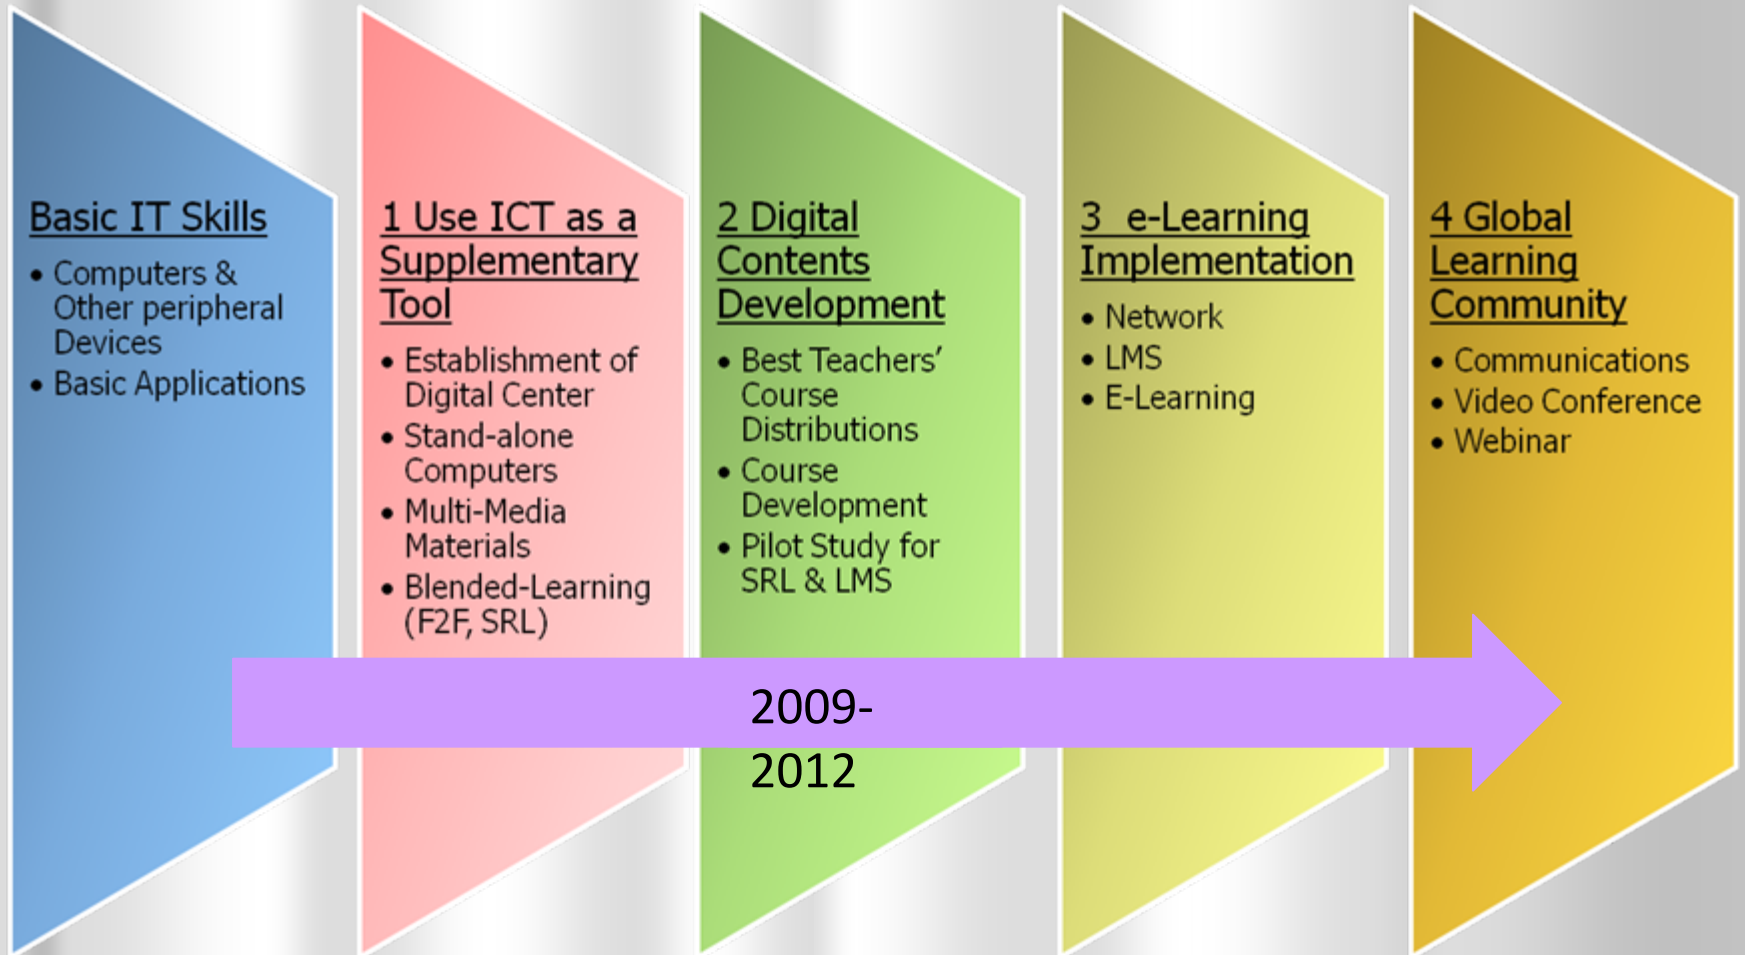 Basic IT Skills
• Computers &
Other peripheral
Devices
• Basic Applications
1 Use ICT as a
Supplementary
Tool
• Establishment of
Digital Center
• Stand-alone
Computers
• Multi-Media
Materials
• Blended-Learning
(F2F, SRL)
2 Digital
Contents
Development
• Best Teachers’
Course
Distributions
• Course
Development
• Pilot Study for
SRL & LMS
3  e-Learning
Implementation
• Network
• LMS
• E-Learning
4 Global
Learning
Community
• Communications
• Video Conference
• Webinar
2009-
2012